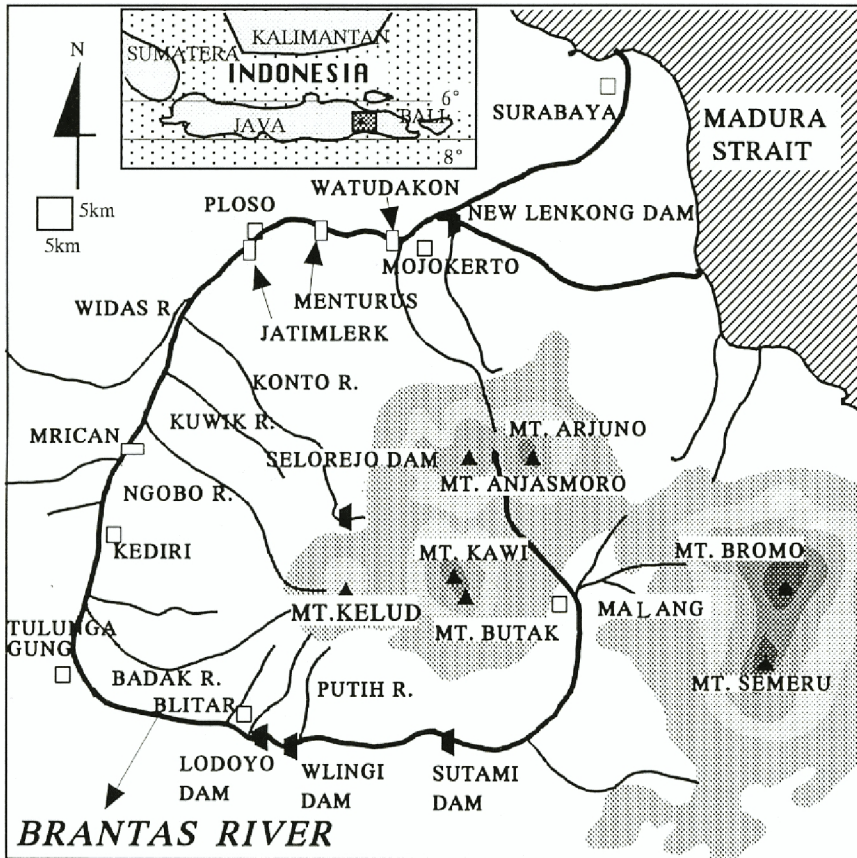 N
SUMATERA
KALIMANTAN
INDONESIA
6°
JAVA
BALI
8°
SURABAYA
MADURA
STRAIT
5km
5km
PLOSO
WATUDAKON
NEW LENKONG DAM
MOJOKERTO
MENTURUS
JATIMLERK
WIDAS R.
KONTO R.
KUWIK R.
MRICAN
SELOREJO DAM
MT. ARJUNO
MT. ANJASMORO
NGOBO R.
KEDIRI
MT. KAWI
MT. BROMO
MT.KELUD
MALANG
MT. BUTAK
TULUNGA
GUNG
BADAK R.
PUTIH R.
MT. SEMERU
BLITAR
LODOYO
DAM
WLINGI
DAM
SUTAMI
DAM
BRANTAS RIVER